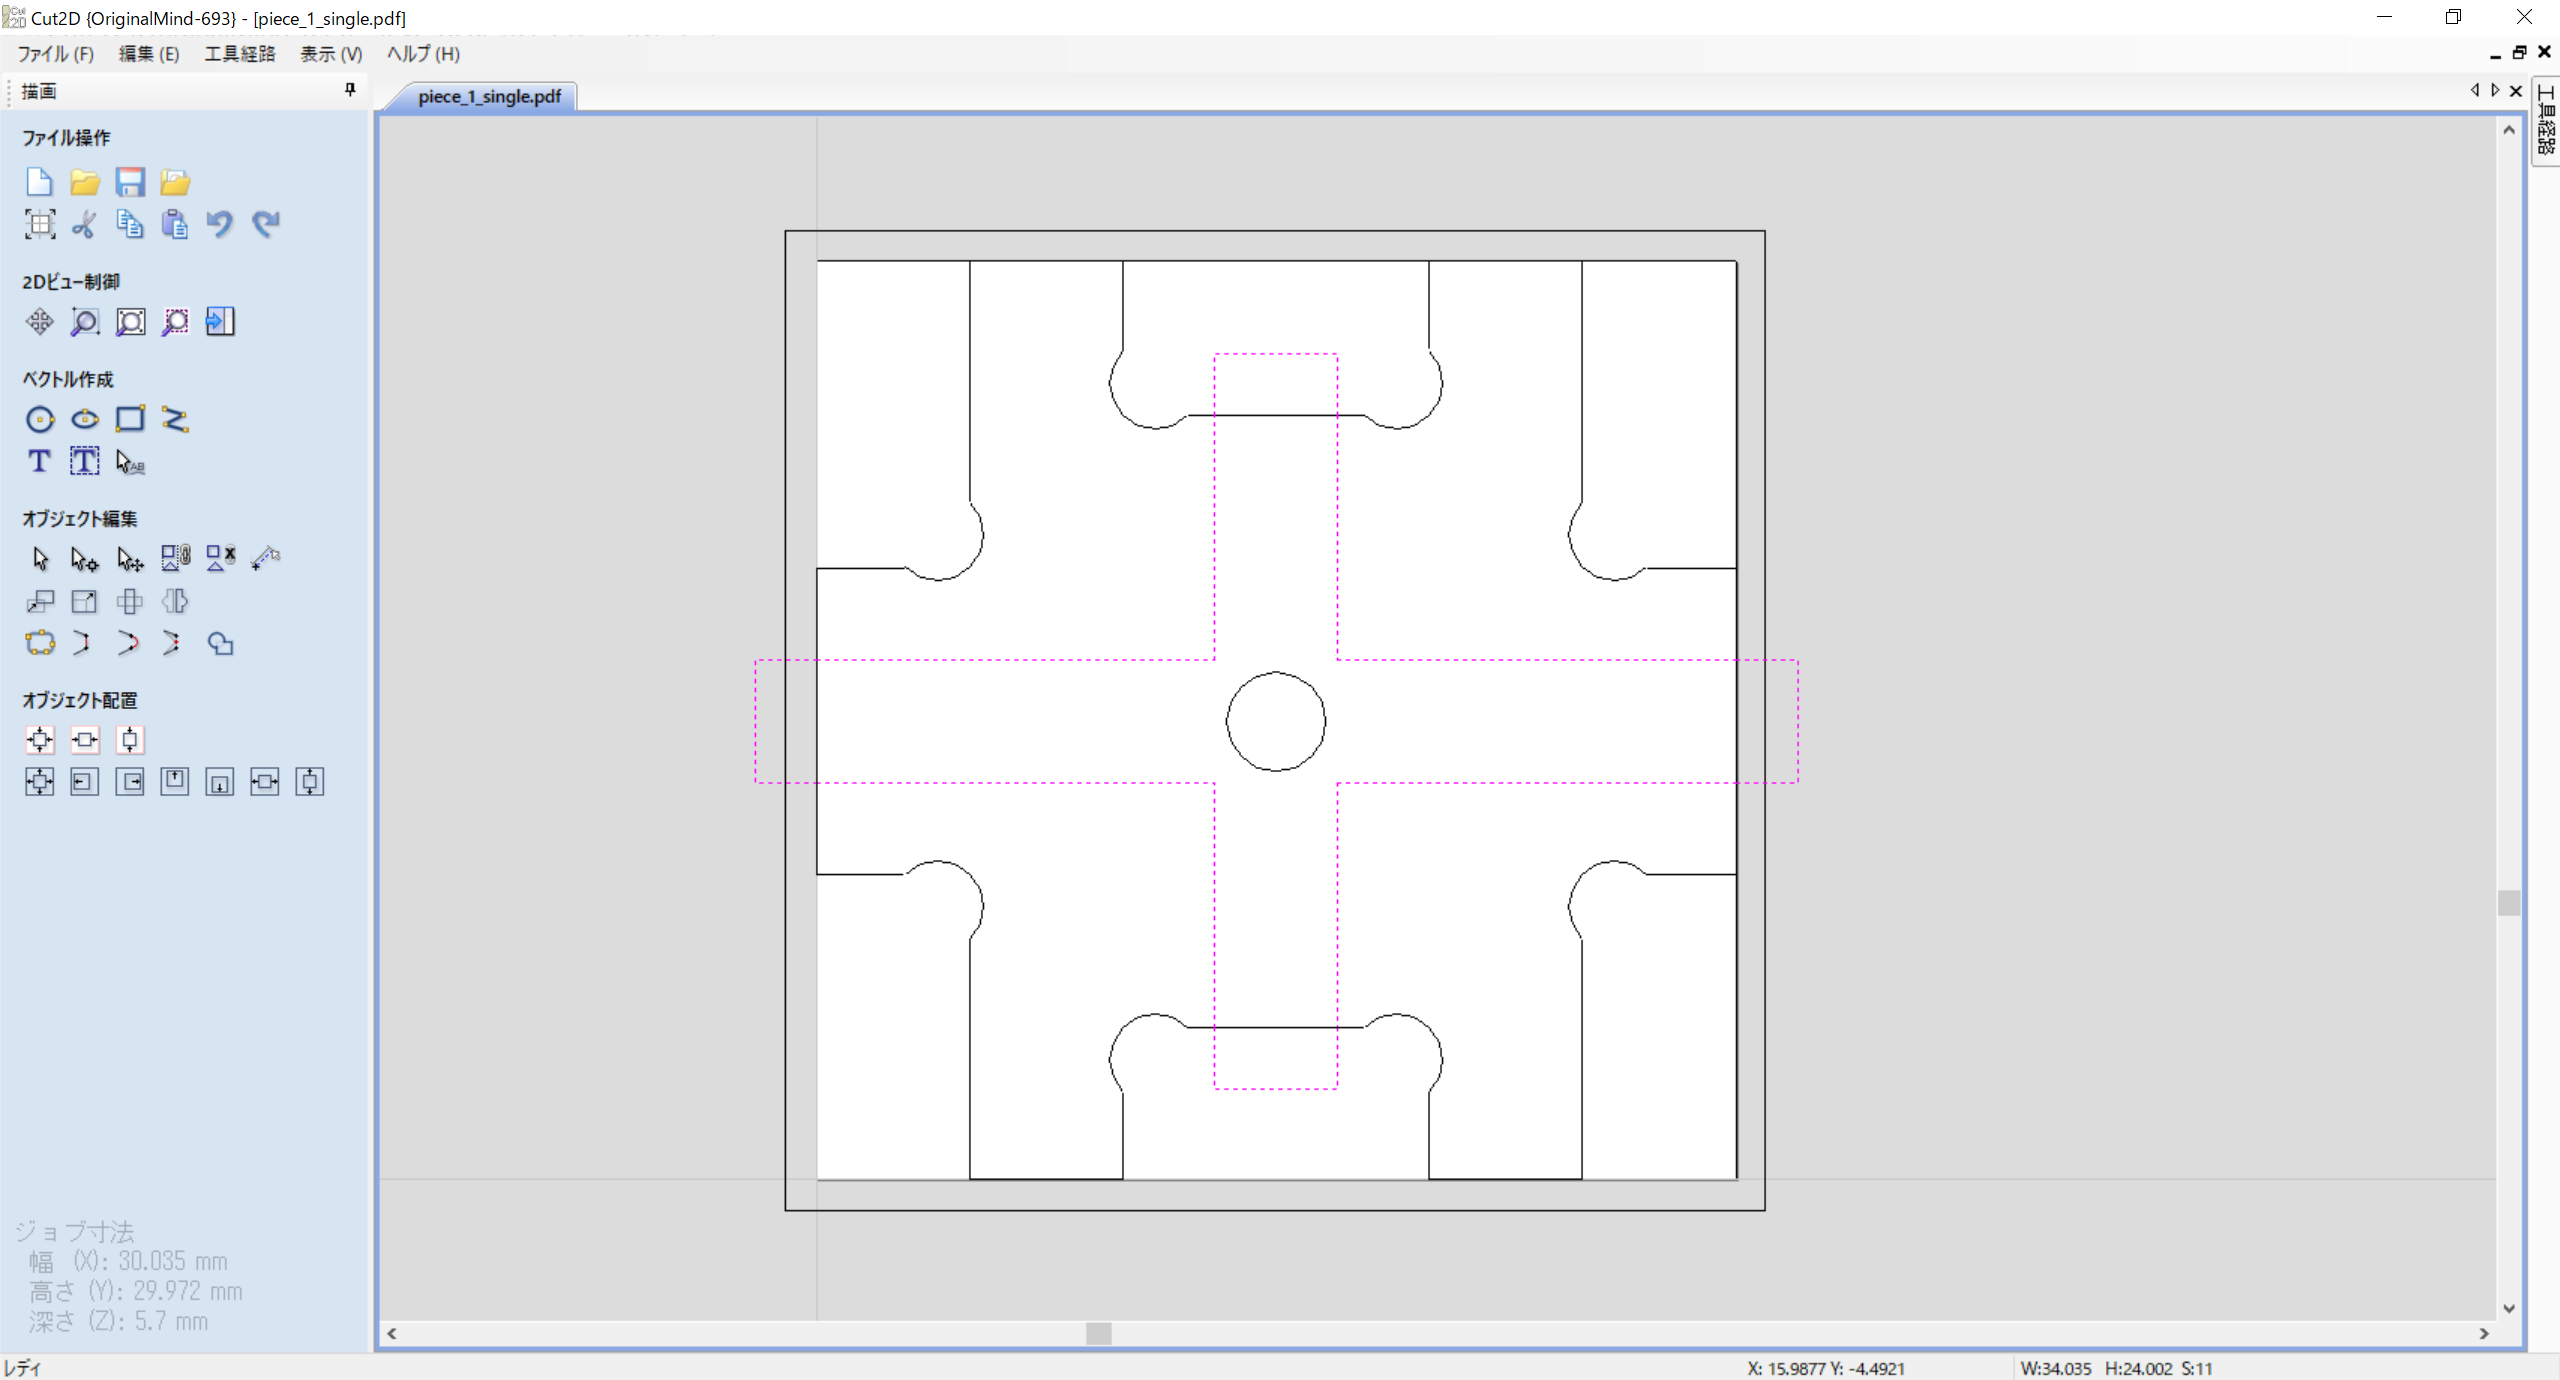 Cut2D {OriginalMind-693} - [piece_1_single.pdf]
ファイル (F) 編集 (E) 工具経路 表示 (V) ヘルプ (H)
描画
piece_1_single.pdf
工具経路
ファイル操作
2Dビュー制御
ベクトル作成
オブジェクト編集
オブジェクト配置
ジョブ寸法
幅 (X): 30.035 mm
高さ (Y): 29.972 mm
深さ (Z): 5.7 mm
レディ
X: 15.9877 Y: -4.4921
W:34.035 H:24.002 S:11